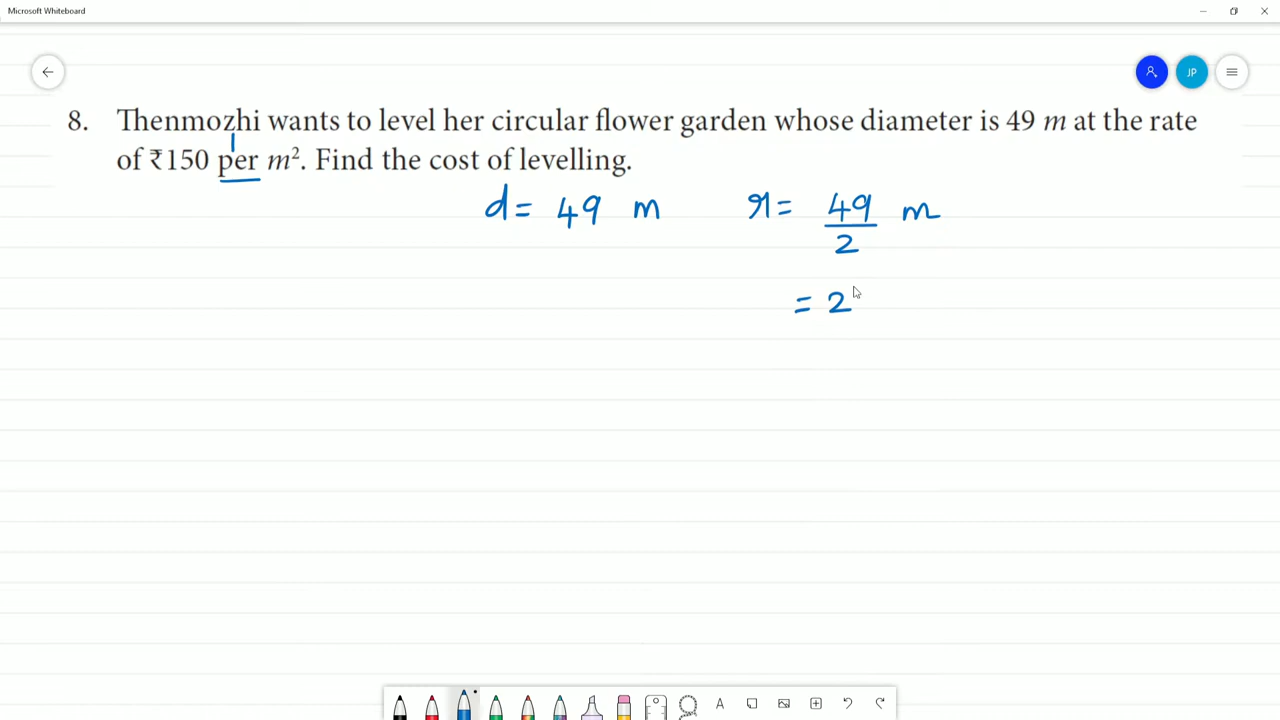 Microsoft Whiteboard
JP
8. Thenmozhi wants to level her circular flower garden whose diameter is 49 m at the rate
of ₹150 per m². Find the cost of levelling.
d = 49 m r = 49/2 m
= 2
A